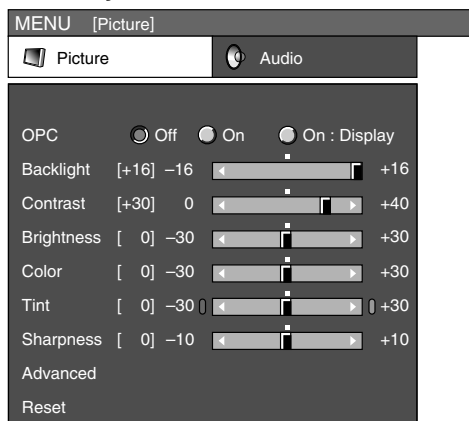 MENU [Picture]
Picture Audio
OPC Off On On : Display
Backlight [+16] –16 +16
Contrast [+30] 0 +40
Brightness [ 0] –30 +30
Color [ 0] –30 +30
Tint [ 0] –30 +30
Sharpness [ 0] –10 +10
Advanced
Reset